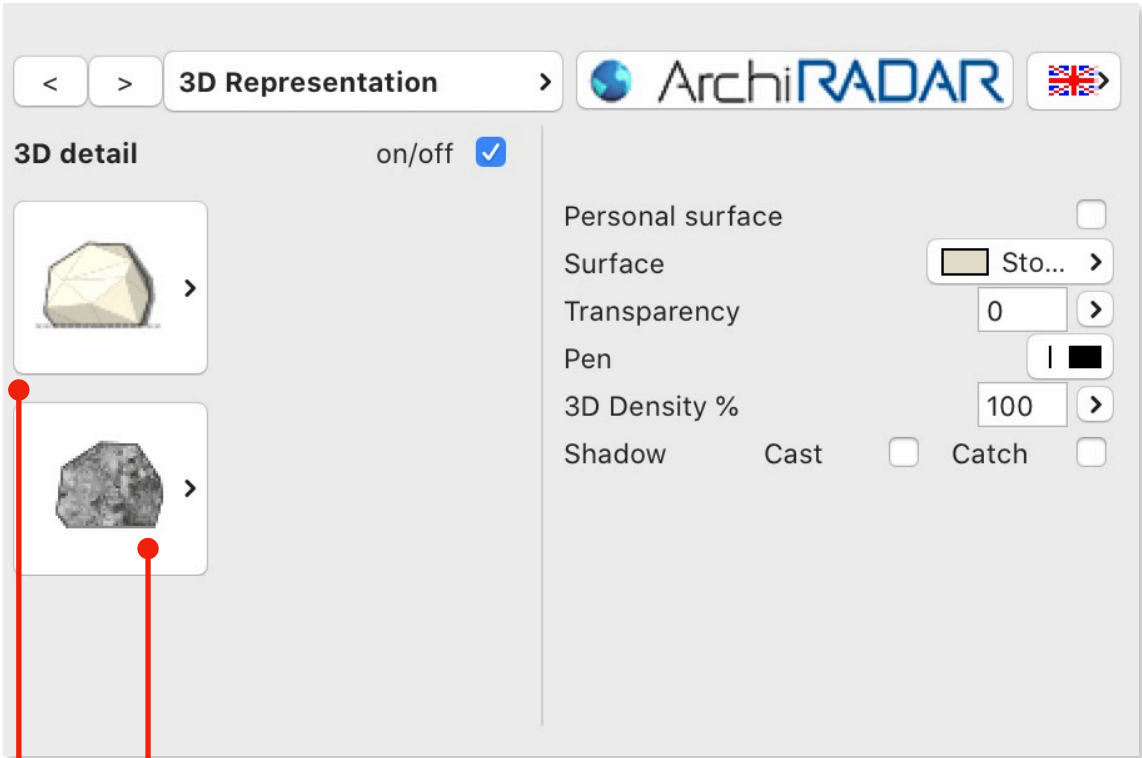 < > 3D Representation > ArchiRADAR >
3D detail on/off
Personal surface
Surface Sto... >
Transparency 0 >
Pen
3D Density % 100 >
Shadow Cast Catch